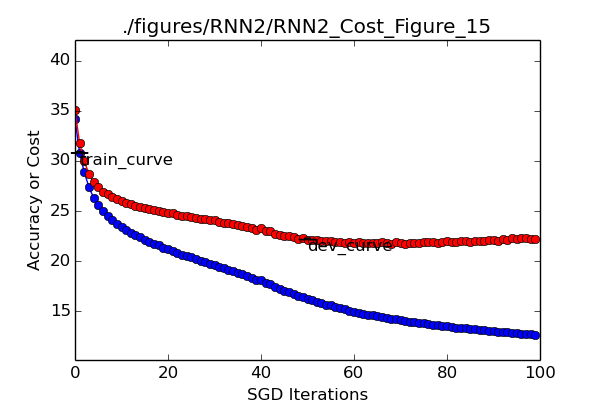 ./figures/RNN2/RNN2_Cost_Figure_15
40
35
30
25
20
15
train_curve
dev_curve
0
20
40
60
80
100
SGD Iterations
Accuracy or Cost